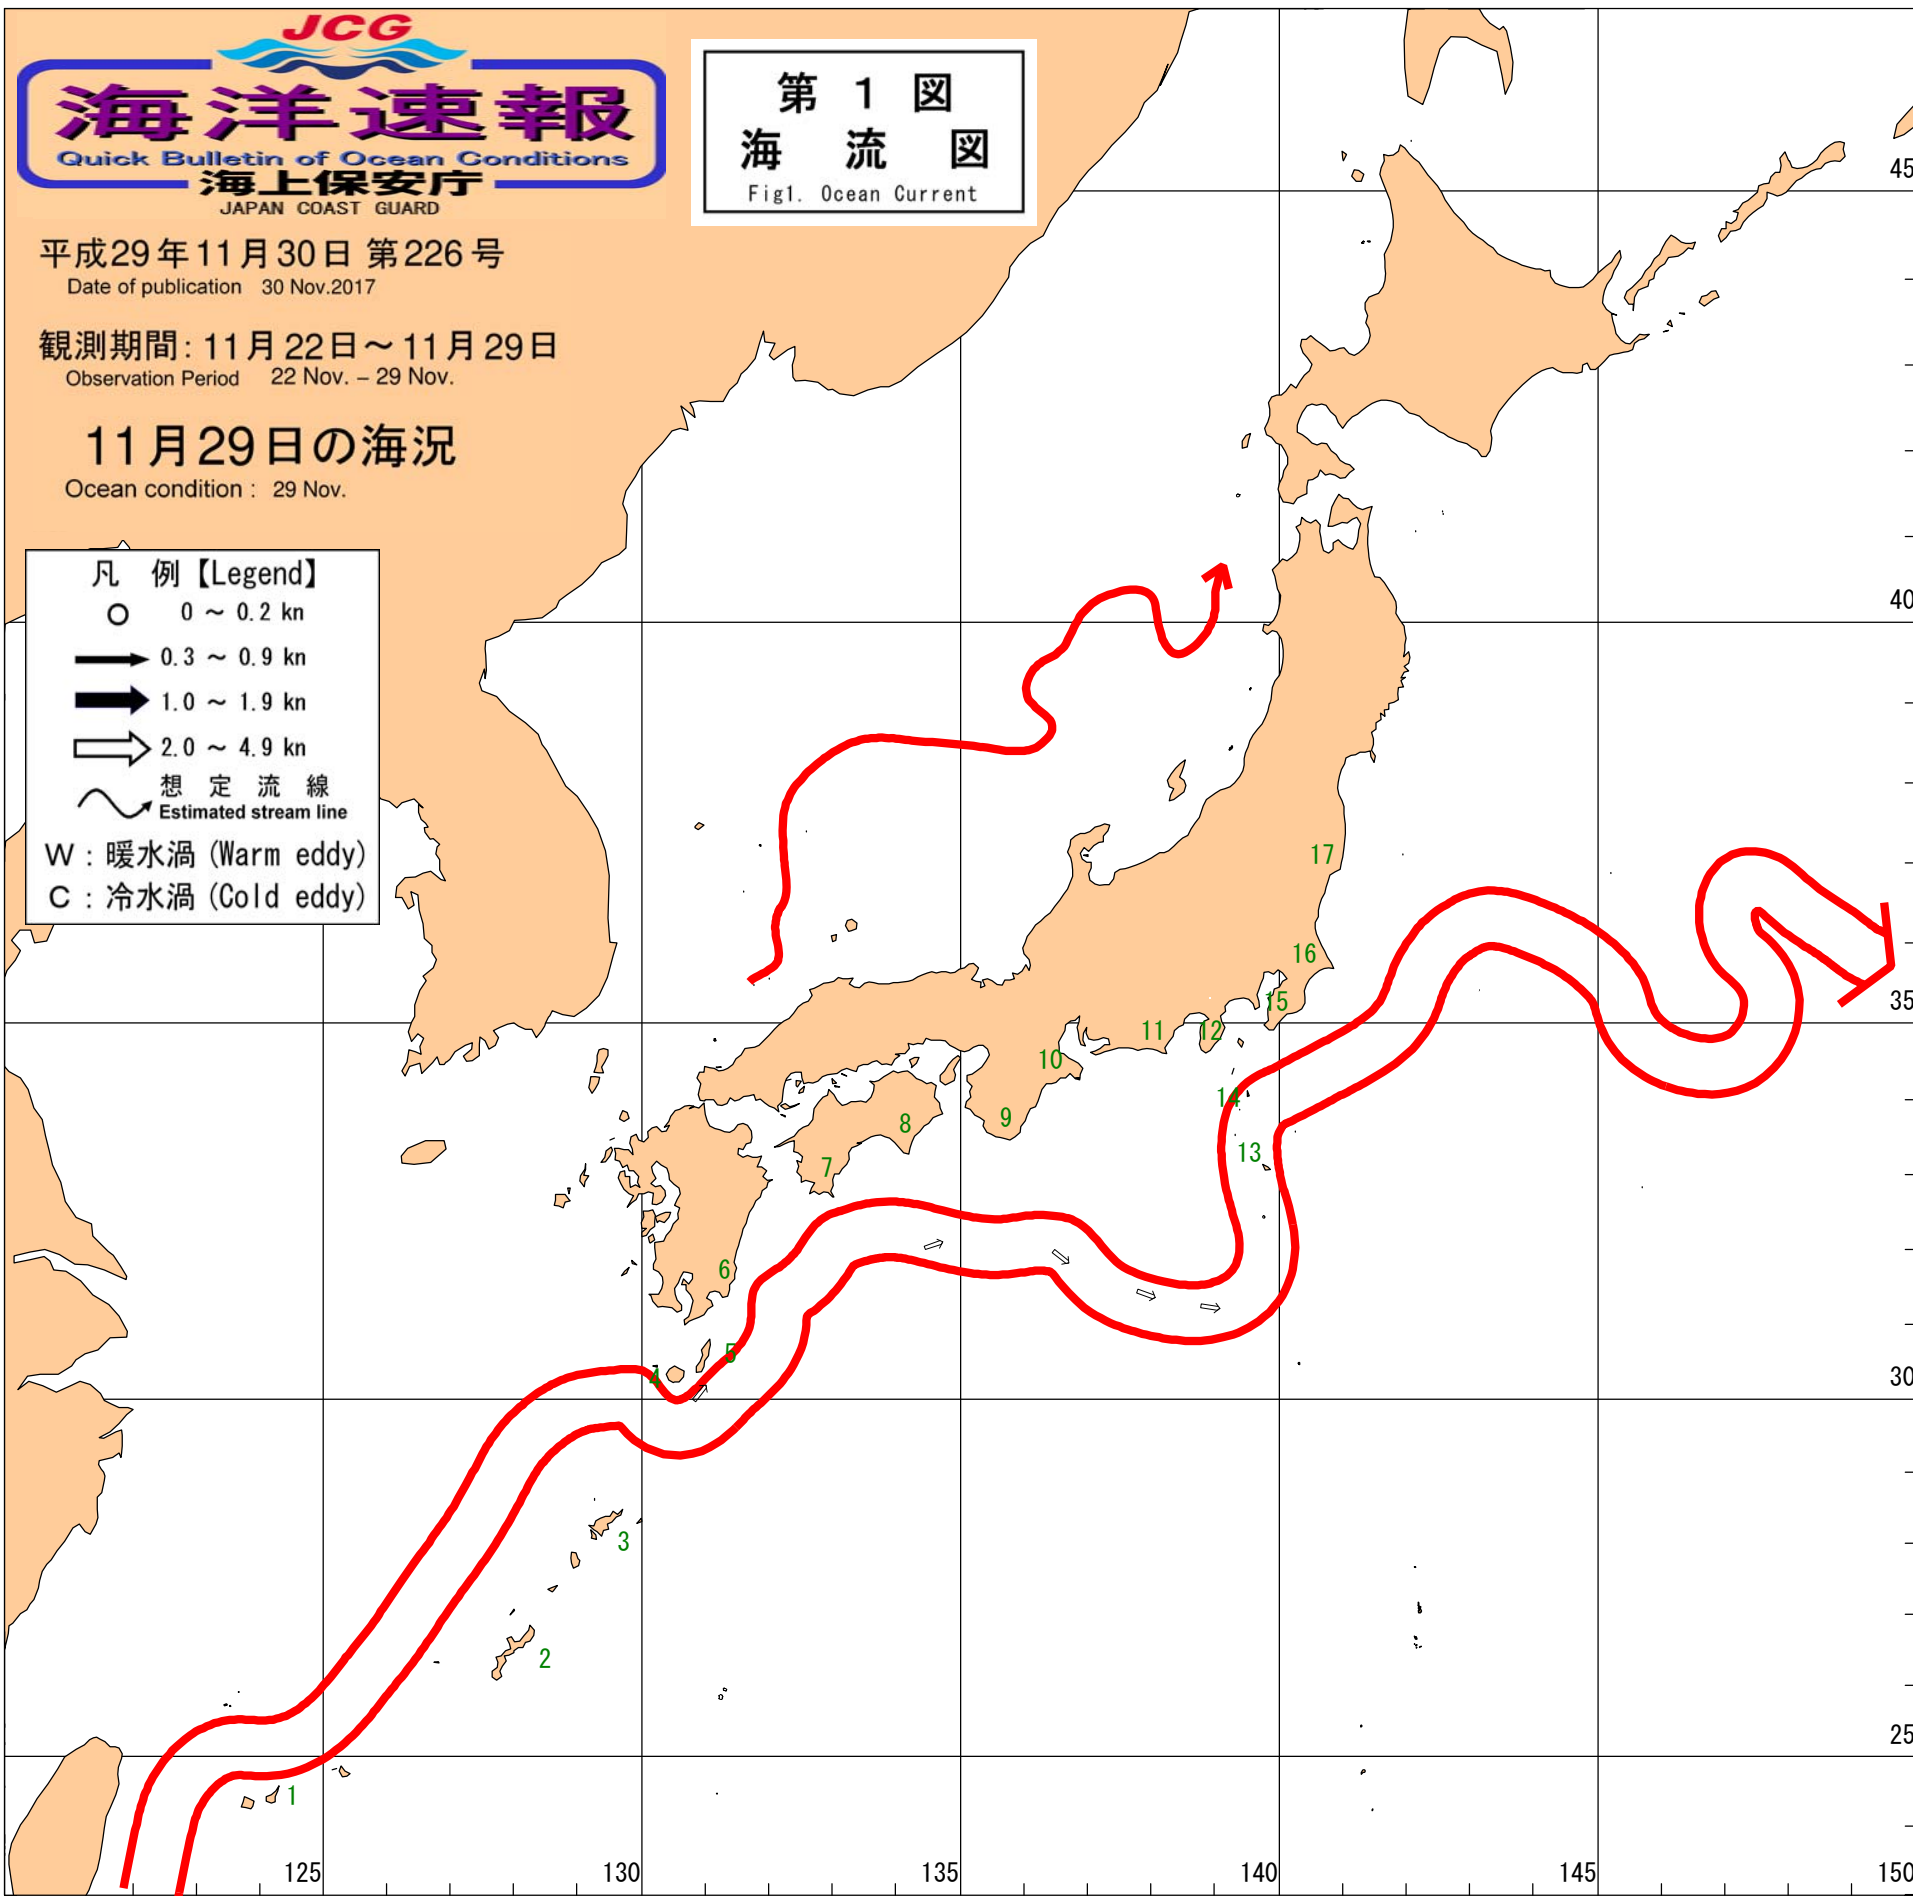 JCG
海洋速報
Quick Bulletin of Ocean Conditions
海上保安庁
JAPAN COAST GUARD
平成29年11月30日 第226号
Date of publication 30 Nov.2017
観測期間: 11月22日～11月29日
Observation Period 22 Nov. – 29 Nov.
11月29日の海況
Ocean condition : 29 Nov.
第 1 図
海 流 図
Fig1. Ocean Current
凡 例【Legend】
0 ～ 0.2 kn
0.3 ～ 0.9 kn
1.0 ～ 1.9 kn
2.0 ～ 4.9 kn
想 定 流 線
Estimated stream line
W : 暖水渦 (Warm eddy)
C : 冷水渦 (Cold eddy)
45
40
17
16
15
35
12
11
10
14
9
8
13
7
6
5
4
30
3
2
25
1
125
130
135
140
145
150